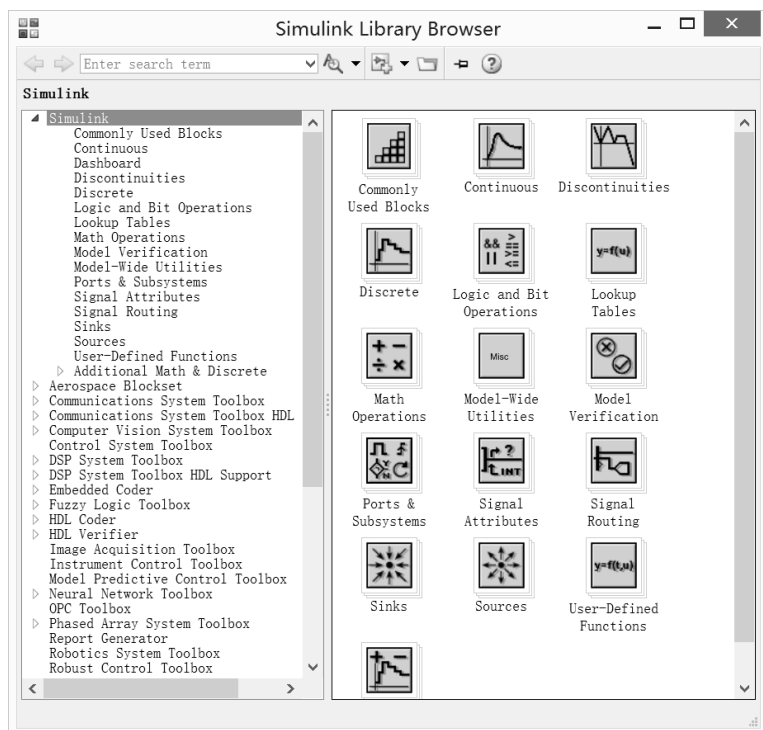 Simulink Library Browser
Enter search term
Simulink
Simulink
Commonly Used Blocks
Continuous
Dashboard
Discontinuities
Discrete
Logic and Bit Operations
Lookup Tables
Math Operations
Model Verification
Model-Wide Utilities
Ports & Subsystems
Signal Attributes
Signal Routing
Sinks
Sources
User-Defined Functions
Additional Math & Discrete
Aerospace Blockset
Communications System Toolbox
Communications System Toolbox HDL
Computer Vision System Toolbox
Control System Toolbox
DSP System Toolbox
DSP System Toolbox HDL Support
Embedded Coder
Fuzzy Logic Toolbox
HDL Coder
HDL Verifier
Image Acquisition Toolbox
Instrument Control Toolbox
Model Predictive Control Toolbox
Neural Network Toolbox
OPC Toolbox
Phased Array System Toolbox
Report Generator
Robotics System Toolbox
Robust Control Toolbox
Commonly
Used Blocks
Continuous
Discontinuities
Discrete
&& >
== 
|| >=
<=
Logic and Bit
Operations
y=f(u)
Lookup
Tables
+ −
÷ ×
Math
Operations
Misc
Model-Wide
Utilities
Model
Verification
Y
N
Ports &
Subsystems
?
INT
Signal
Attributes
Signal
Routing
Sinks
Sources
y=f(t,u)
User-Defined
Functions
+ −